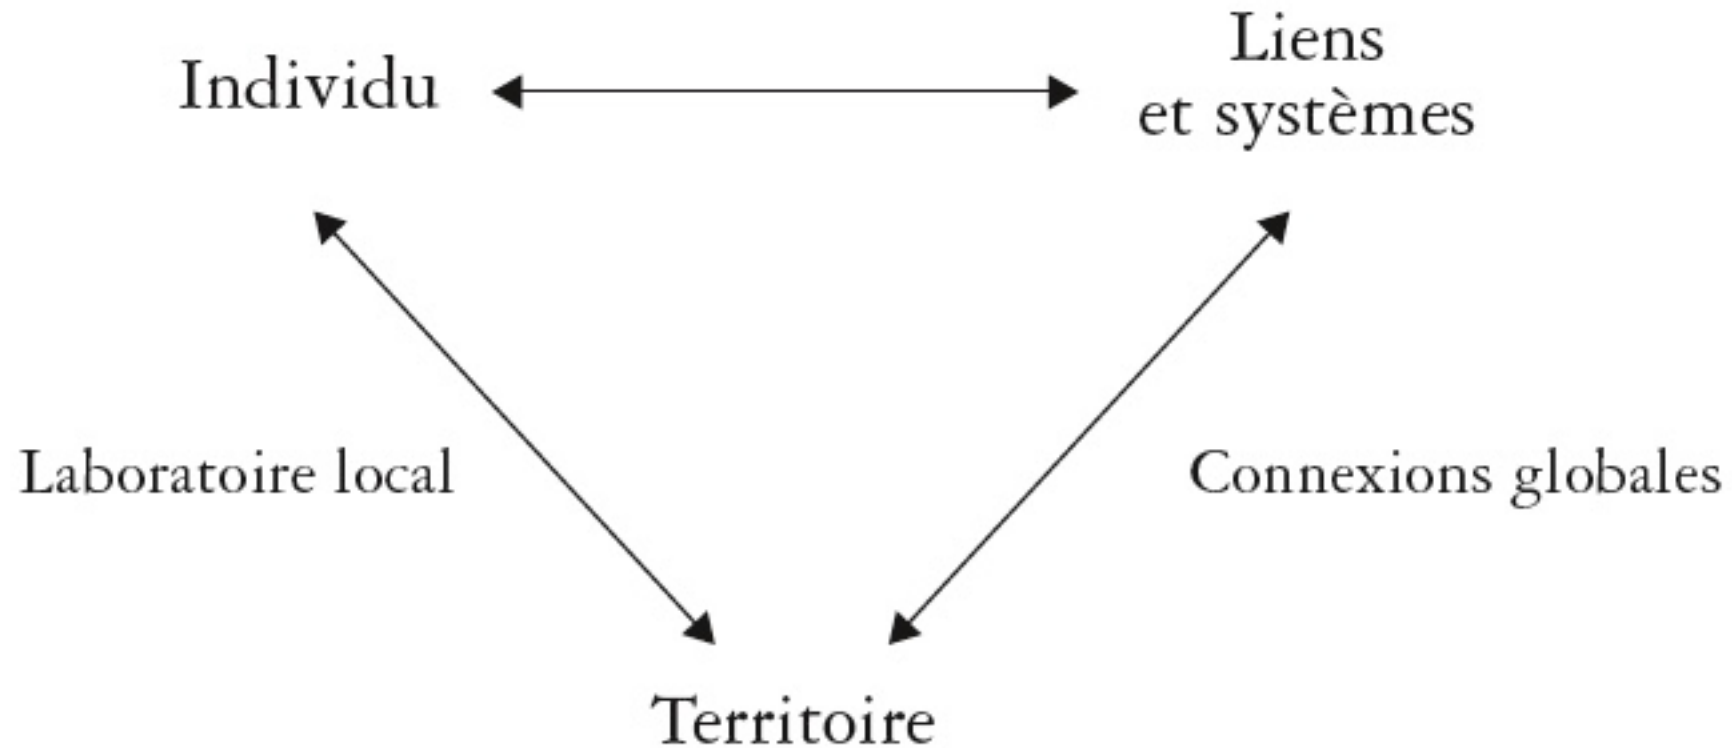 Individu
Liens
et systèmes
Laboratoire local
Connexions globales
Territoire